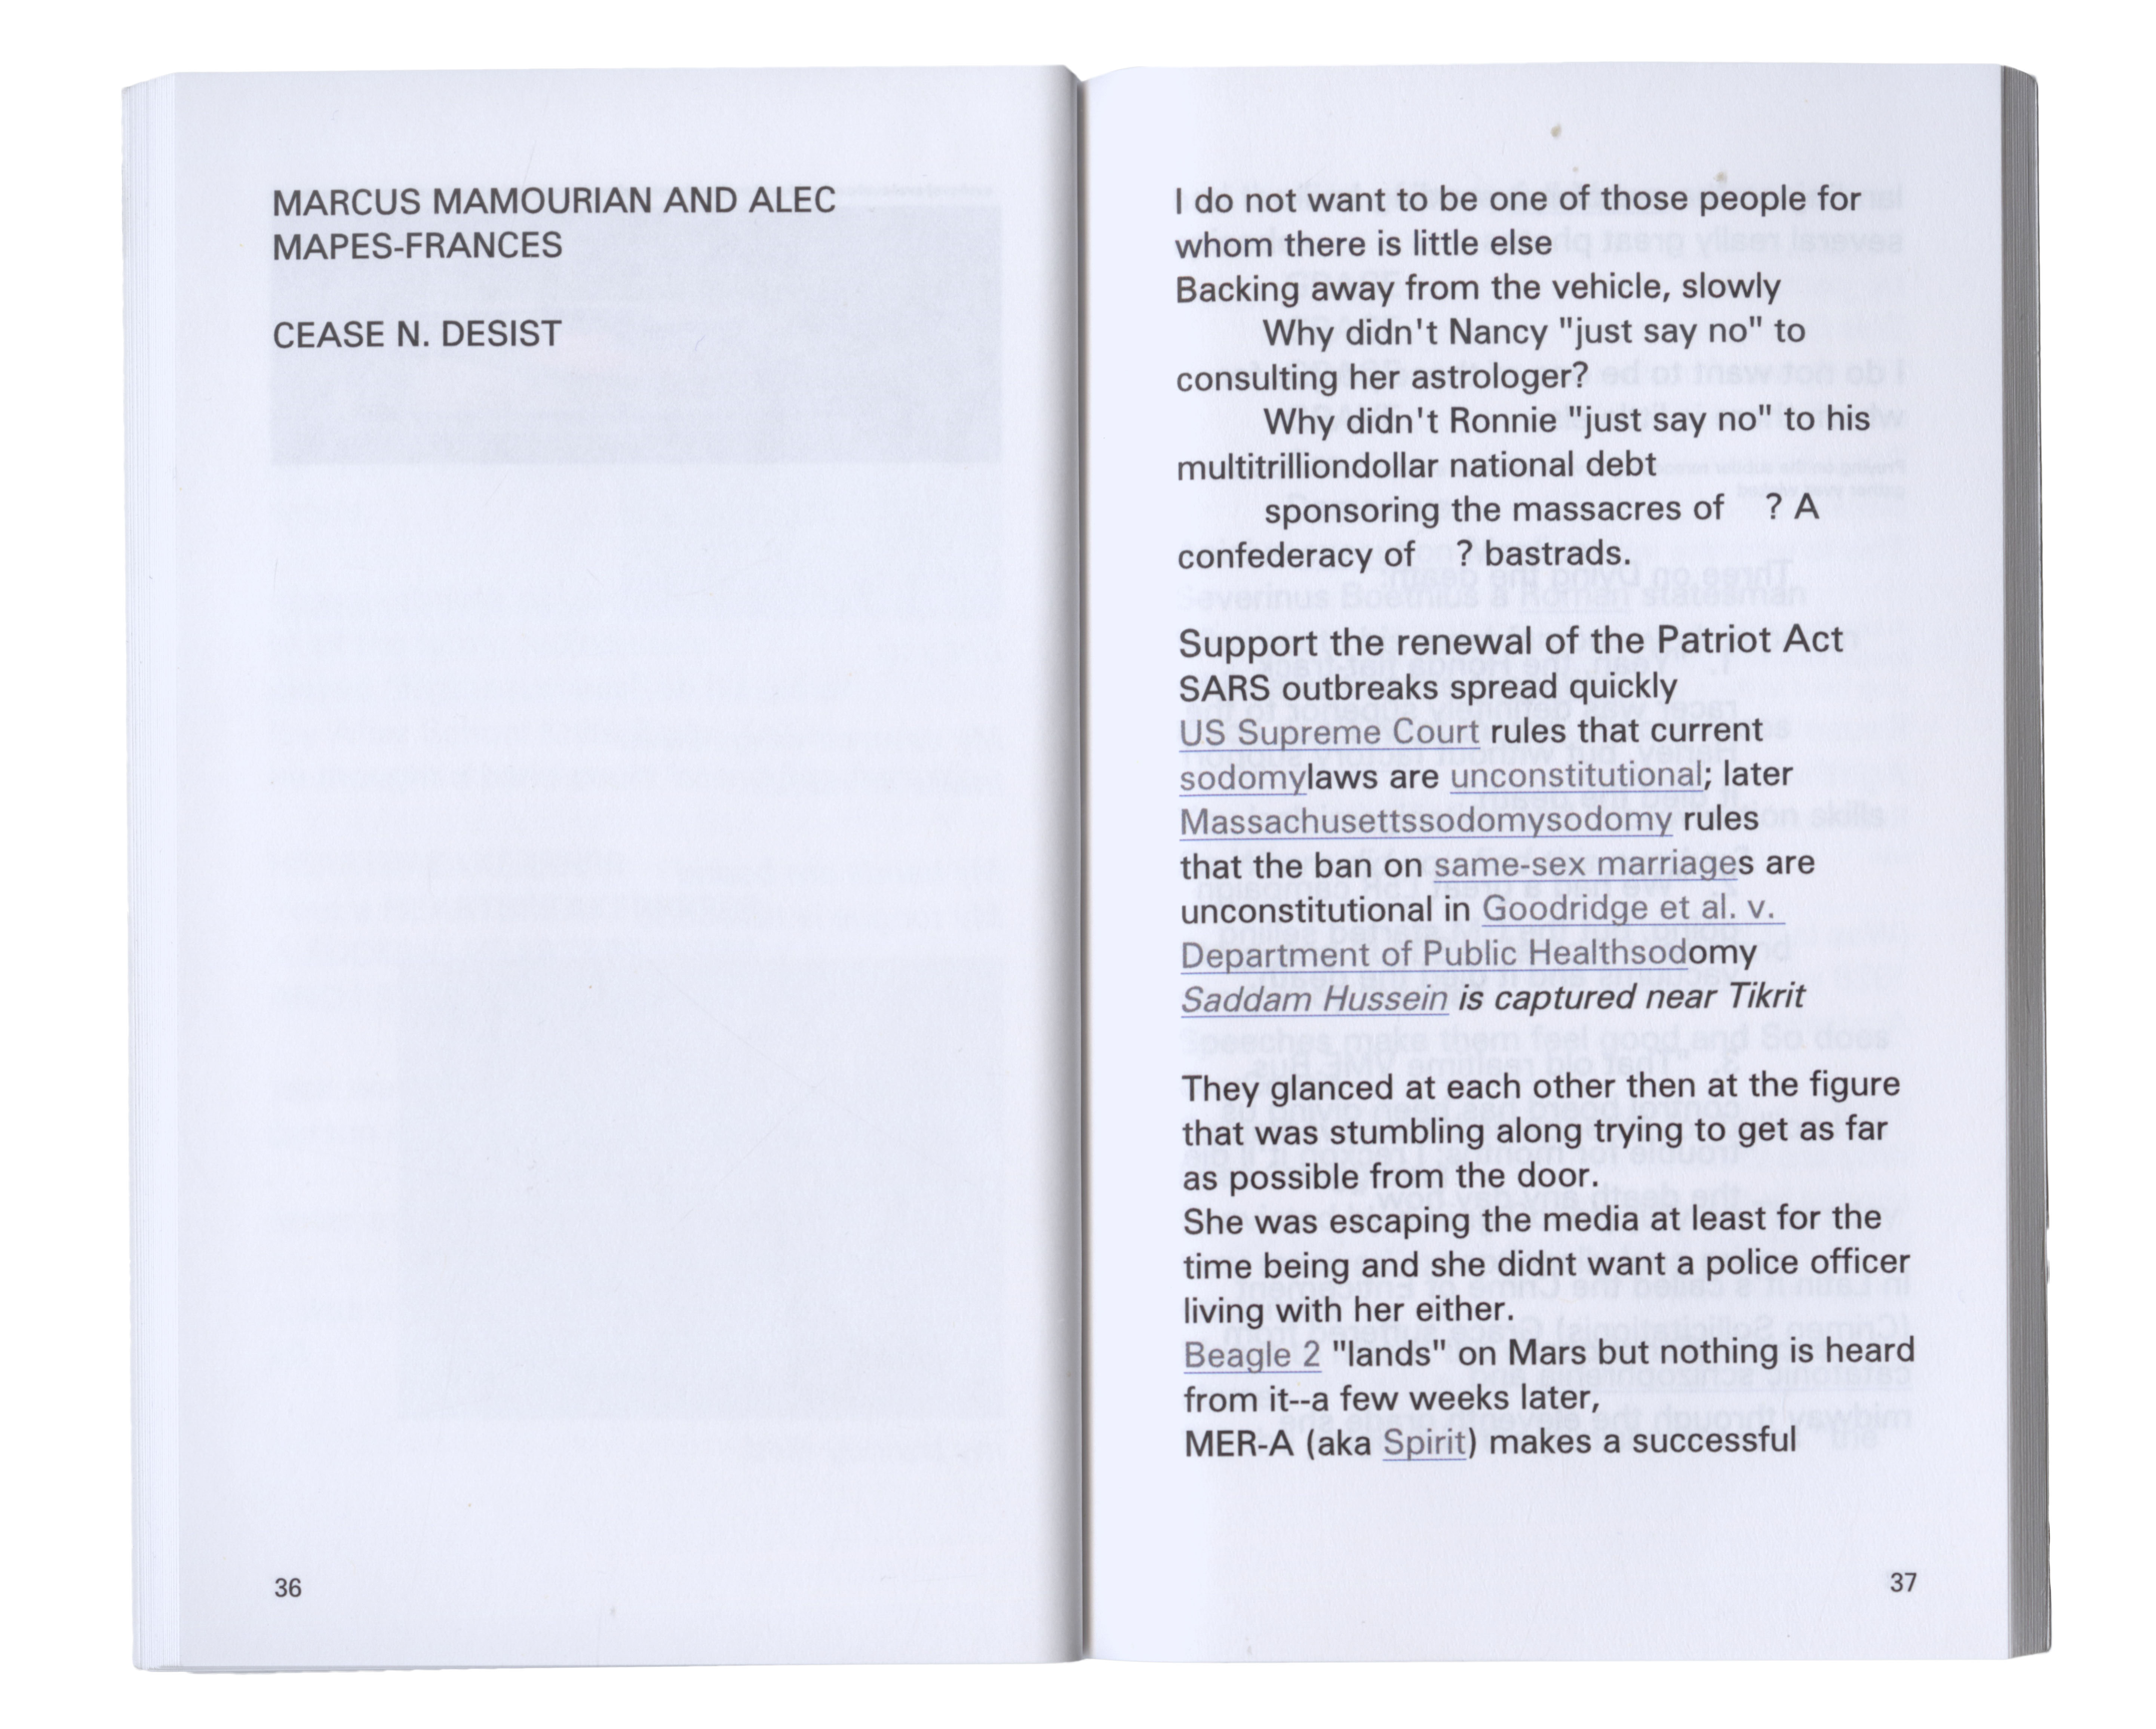 MARCUS MAMOURIAN AND ALEC
MAPES-FRANCES
CEASE N. DESIST
36
I do not want to be one of those people for
whom there is little else
Backing away from the vehicle, slowly
Why didn't Nancy "just say no" to
consulting her astrologer?
Why didn't Ronnie "just say no" to his
multitrilliondollar national debt
sponsoring the massacres of ? A
confederacy of ? bastrads.
Support the renewal of the Patriot Act
SARS outbreaks spread quickly
US Supreme Court rules that current
sodomylaws are unconstitutional; later
Massachusettssodomysodomy rules
that the ban on same-sex marriages are
unconstitutional in Goodridge et al. v.
Department of Public Healthsodomy
Saddam Hussein is captured near Tikrit
They glanced at each other then at the figure
that was stumbling along trying to get as far
as possible from the door.
She was escaping the media at least for the
time being and she didnt want a police officer
living with her either.
Beagle 2 "lands" on Mars but nothing is heard
from it--a few weeks later,
MER-A (aka Spirit) makes a successful
37